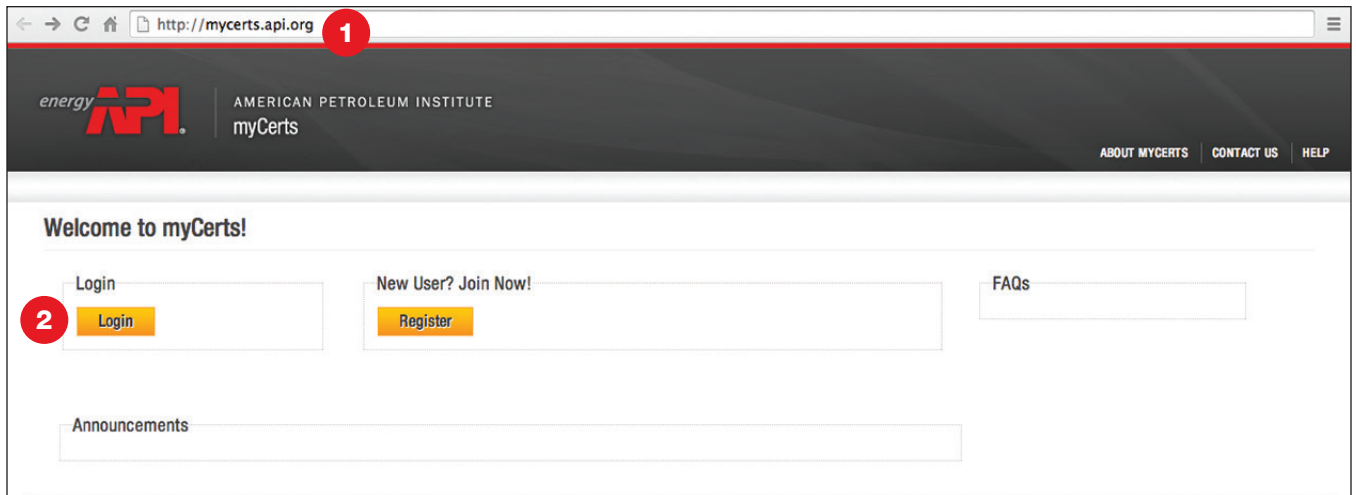 http://mycerts.api.org
1
energy API®
AMERICAN PETROLEUM INSTITUTE
myCerts
ABOUT MYCERTS CONTACT US HELP
Welcome to myCerts!
Login New User? Join Now! FAQs
2 Login Register
Announcements